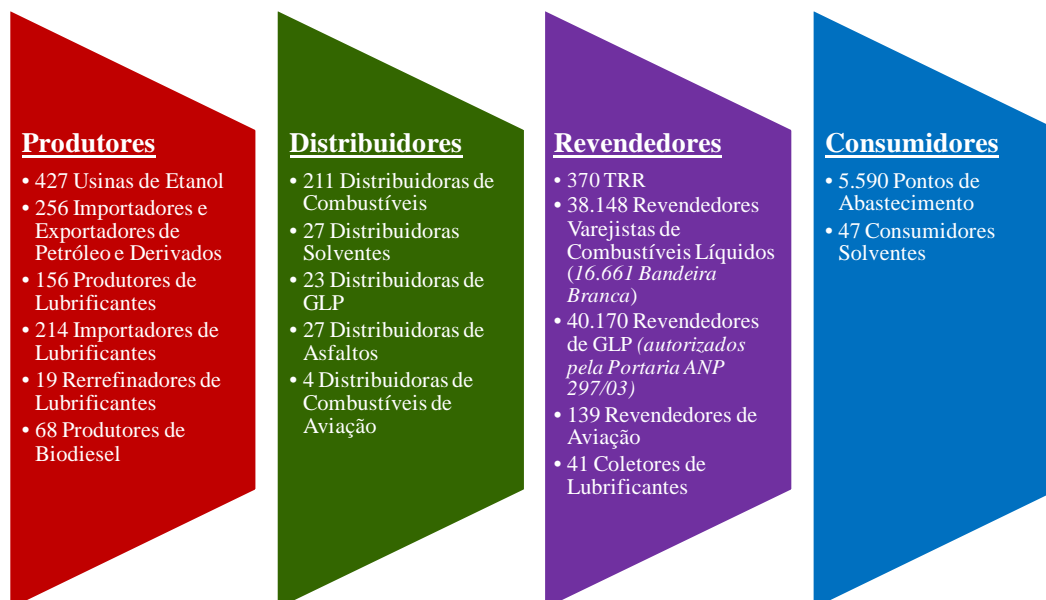 Produtores
• 427 Usinas de Etanol
• 256 Importadores e
Exportadores de
Petróleo e Derivados
• 156 Produtores de
Lubrificantes
• 214 Importadores de
Lubrificantes
• 19 Rerrefinadores de
Lubrificantes
• 68 Produtores de
Biodiesel
Distribuidores
• 211 Distribuidoras de
Combustíveis
• 27 Distribuidoras
Solventes
• 23 Distribuidoras de
GLP
• 27 Distribuidoras de
Asfaltos
• 4 Distribuidoras de
Combustíveis de
Aviação
Revendedores
• 370 TRR
• 38.148 Revendedores
Varejistas de
Combustíveis Líquidos
(16.661 Bandeira
Branca)
• 40.170 Revendedores
de GLP (autorizados
pela Portaria ANP
297/03)
• 139 Revendedores de
Aviação
• 41 Coletores de
Lubrificantes
Consumidores
• 5.590 Pontos de
Abastecimento
• 47 Consumidores
Solventes